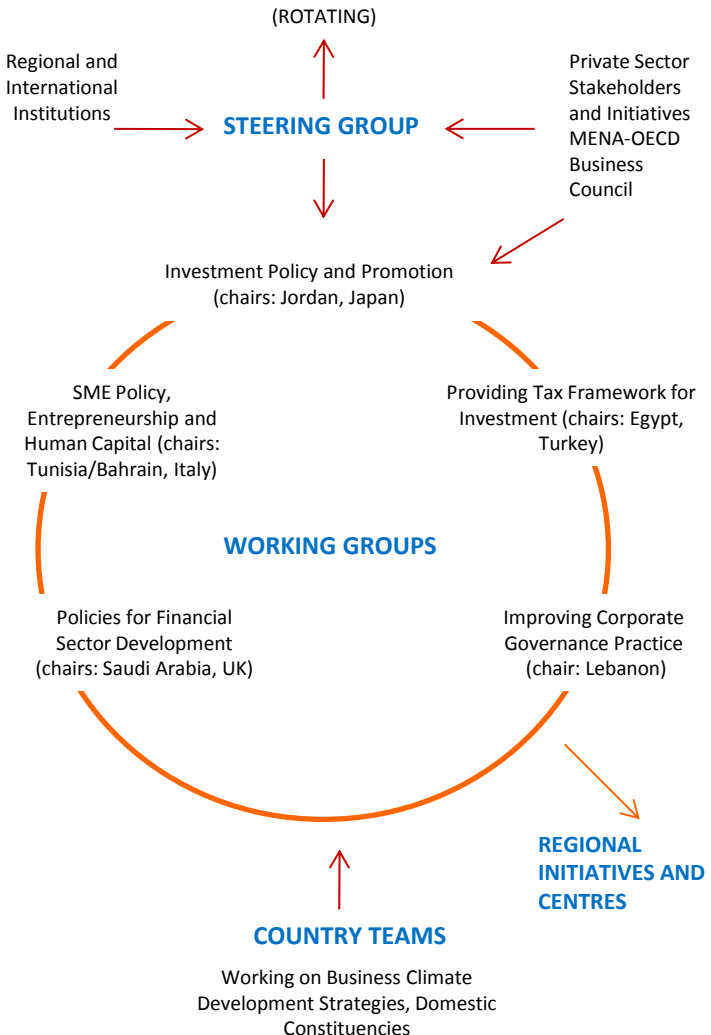 (ROTATING)
Regional and
International
Institutions
STEERING GROUP
Private Sector
Stakeholders
and Initiatives
MENA-OECD
Business
Council
Investment Policy and Promotion
(chairs: Jordan, Japan)
SME Policy,
Entrepreneurship and
Human Capital (chairs:
Tunisia/Bahrain, Italy)
Providing Tax Framework for
Investment (chairs: Egypt,
Turkey)
WORKING GROUPS
Policies for Financial
Sector Development
(chairs: Saudi Arabia, UK)
Improving Corporate
Governance Practice
(chair: Lebanon)
REGIONAL
INITIATIVES AND
CENTRES
COUNTRY TEAMS
Working on Business Climate
Development Strategies, Domestic
Constituencies